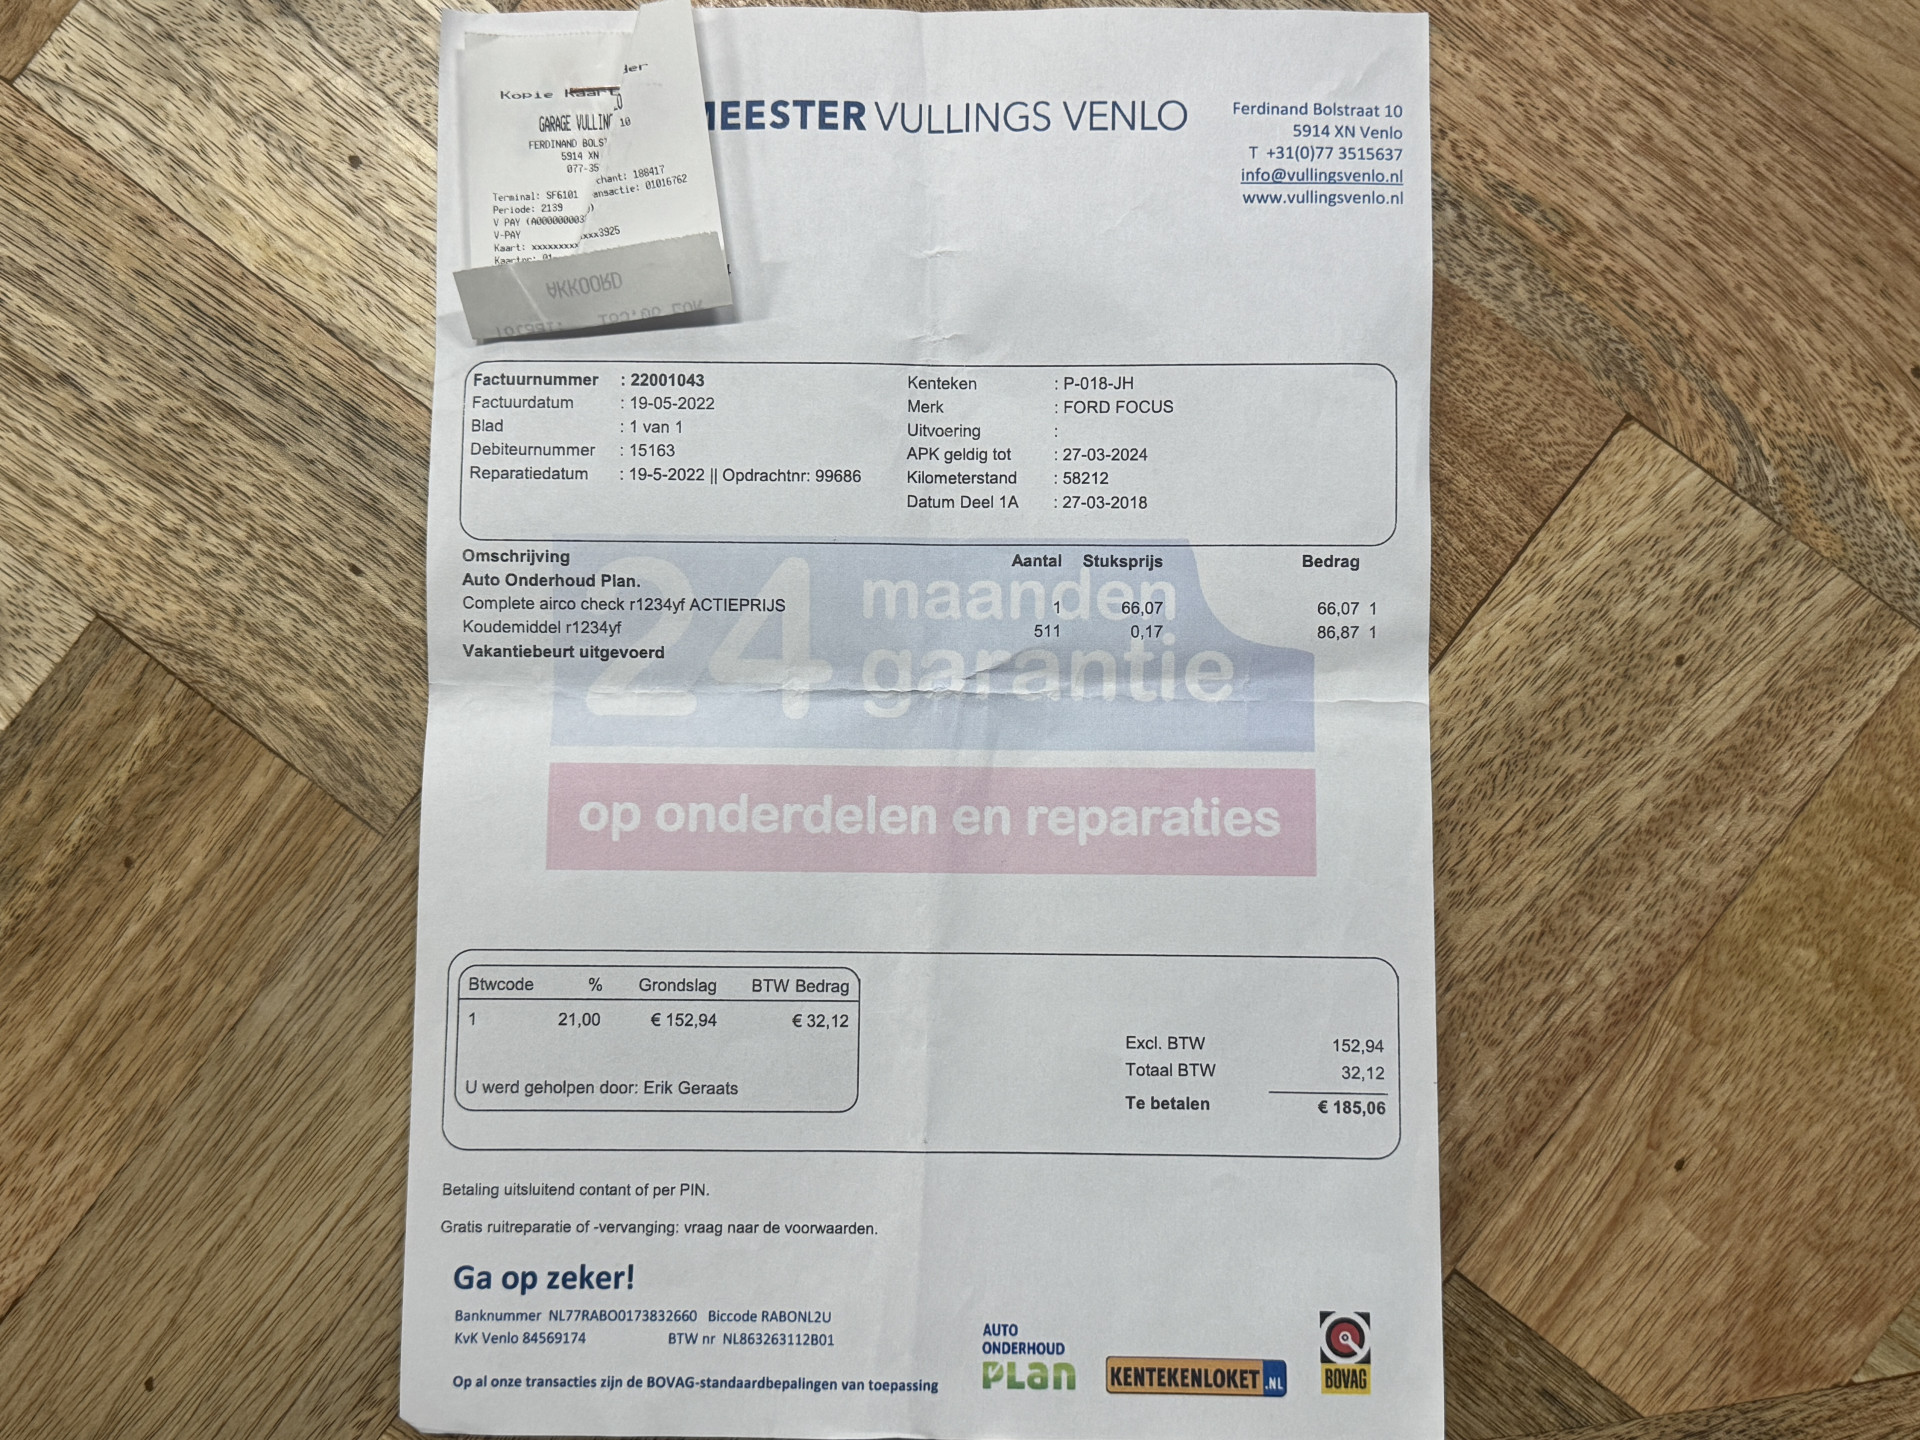 Kopie Kaart
der
GARAGE VULLIN
10
FERDINAND BOLS
5914 XN
077-35
chant: 188417
Terminal: SF6101
ansactie: 01016762
Periode: 2139
V PAY (A000000003
V-PAY
xxx3925
Kaart: xxxxxxxxx
AKKOORD
MEESTER VULLINGS VENLO
Ferdinand Bolstraat 10
5914 XN Venlo
T +31(0)77 3515637
info@vullingsvenlo.nl
www.vullingsvenlo.nl
Factuurnummer : 22001043
Factuurdatum : 19-05-2022
Blad : 1 van 1
Debiteurnummer : 15163
Reparatiedatum : 19-5-2022 || Opdrachtnr: 99686
Kenteken : P-018-JH
Merk : FORD FOCUS
Uitvoering :
APK geldig tot : 27-03-2024
Kilometerstand : 58212
Datum Deel 1A : 27-03-2018
Omschrijving Aantal Stuksprijs Bedrag
Auto Onderhoud Plan.
Complete airco check r1234yf ACTIEPRIJS 1 66,07 66,07 1
Koudemiddel r1234yf 511 0,17 86,87 1
Vakantiebeurt uitgevoerd
24 maanden
garantie
op onderdelen en reparaties
Btwcode % Grondslag BTW Bedrag
1 21,00 € 152,94 € 32,12
U werd geholpen door: Erik Geraats
Excl. BTW 152,94
Totaal BTW 32,12
Te betalen € 185,06
Betaling uitsluitend contant of per PIN.
Gratis ruitreparatie of -vervanging: vraag naar de voorwaarden.
Ga op zeker!
Banknummer NL77RABO0173832660 Biccode RABONL2U
KvK Venlo 84569174 BTW nr NL863263112B01
Op al onze transacties zijn de BOVAG-standaardbepalingen van toepassing
AUTO
ONDERHOUD
PLan
KENTEKENLOKET.NL
BOVAG